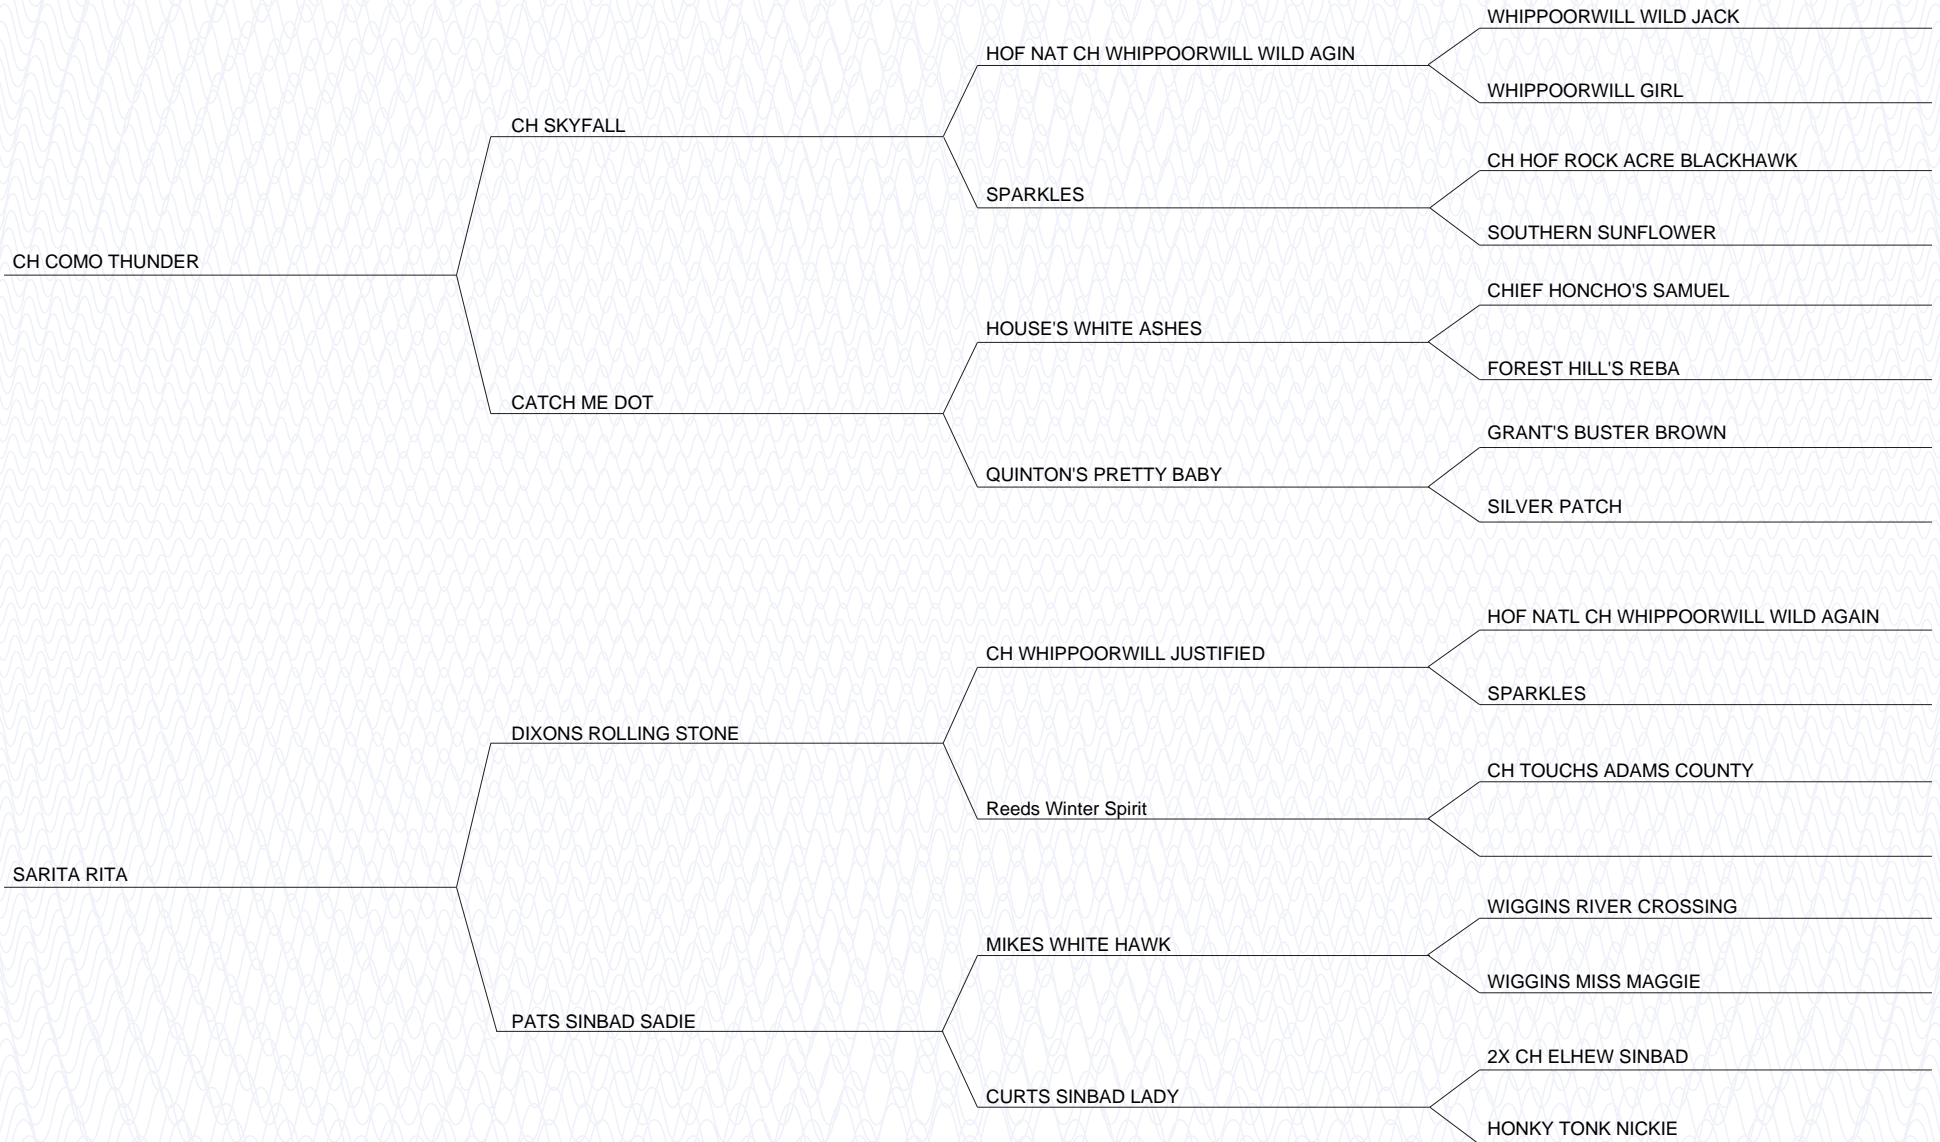 WHIPPOORWILL WILD JACK
HOF NAT CH WHIPPOORWILL WILD AGIN
WHIPPOORWILL GIRL
CH SKYFALL
CH HOF ROCK ACRE BLACKHAWK
SPARKLES
SOUTHERN SUNFLOWER
CH COMO THUNDER
CHIEF HONCHO'S SAMUEL
HOUSE'S WHITE ASHES
FOREST HILL'S REBA
CATCH ME DOT
GRANT'S BUSTER BROWN
QUINTON'S PRETTY BABY
SILVER PATCH
HOF NATL CH WHIPPOORWILL WILD AGAIN
CH WHIPPOORWILL JUSTIFIED
SPARKLES
DIXONS ROLLING STONE
CH TOUCHS ADAMS COUNTY
Reeds Winter Spirit
SARITA RITA
WIGGINS RIVER CROSSING
MIKES WHITE HAWK
WIGGINS MISS MAGGIE
PATS SINBAD SADIE
2X CH ELHEW SINBAD
CURTS SINBAD LADY
HONKY TONK NICKIE